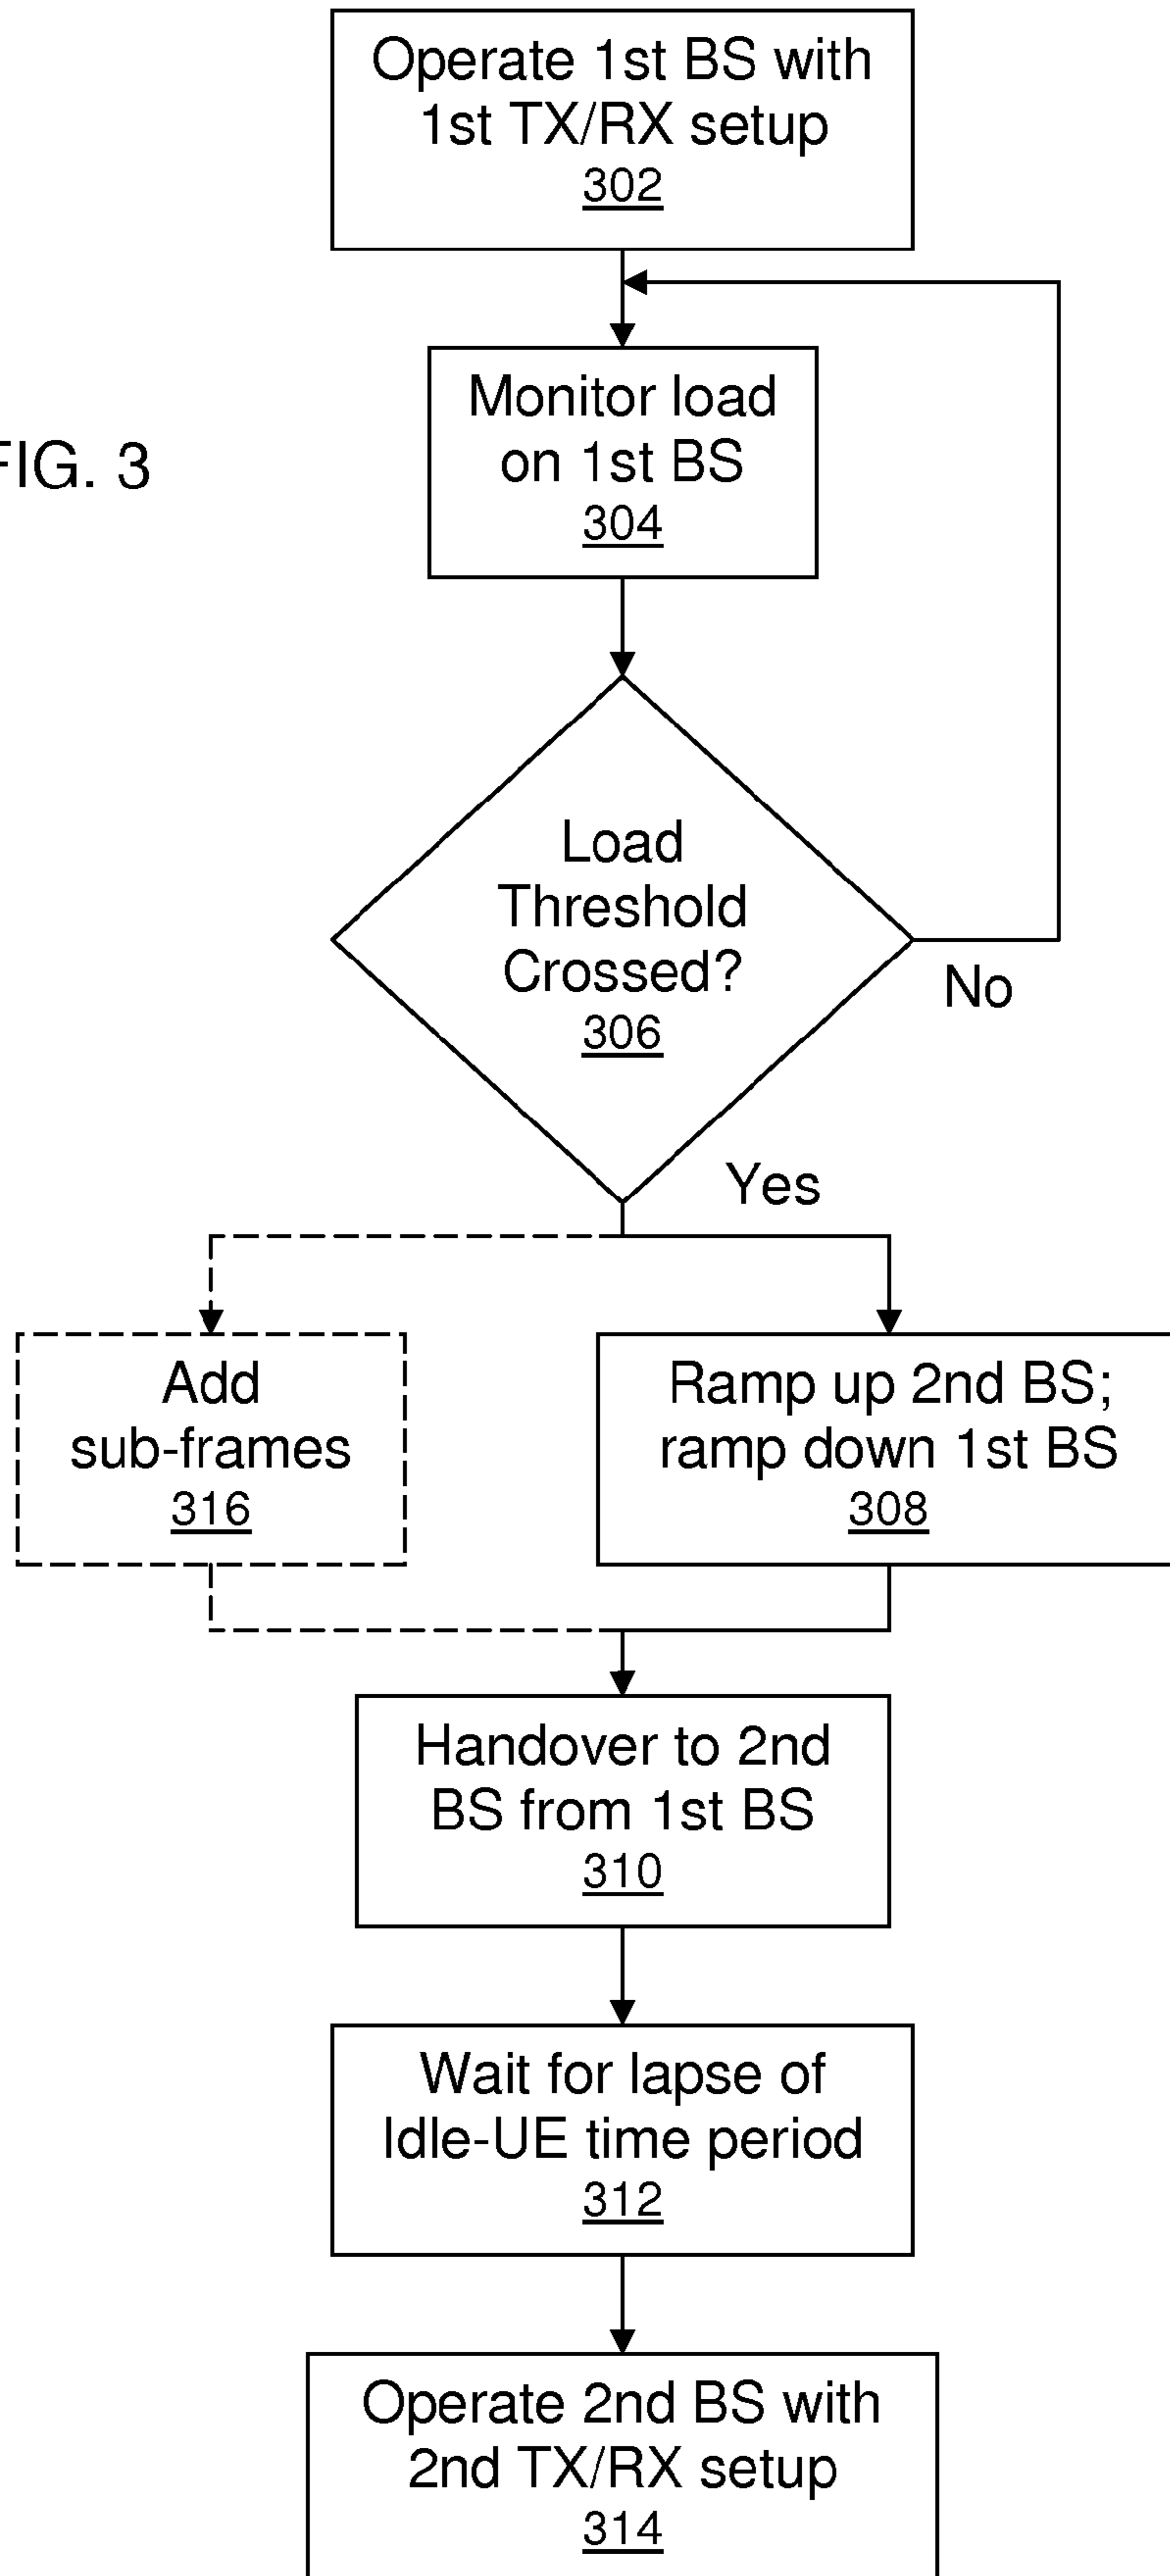 Operate 1st BS with
1st TX/RX setup
302
FIG. 3
Monitor load
on 1st BS
304
Load
Threshold
Crossed?
306
No
Yes
Add
sub-frames
316
Ramp up 2nd BS;
ramp down 1st BS
308
Handover to 2nd
BS from 1st BS
310
Wait for lapse of
Idle-UE time period
312
Operate 2nd BS with
2nd TX/RX setup
314